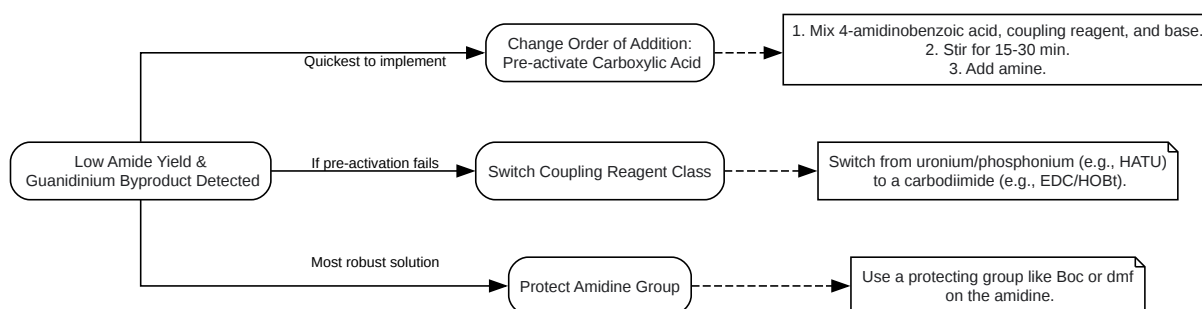 Change Order of Addition:
Pre-activate Carboxylic Acid
1. Mix 4-amidinobenzoic acid, coupling reagent, and base.
2. Stir for 15-30 min.
3. Add amine.
Quickest to implement
Low Amide Yield &
Guanidinium Byproduct Detected
If pre-activation fails
Switch Coupling Reagent Class
Switch from uronium/phosphonium (e.g., HATU)
to a carbodiimide (e.g., EDC/HOBt).
Most robust solution
Protect Amidine Group
Use a protecting group like Boc or dmf
on the amidine.